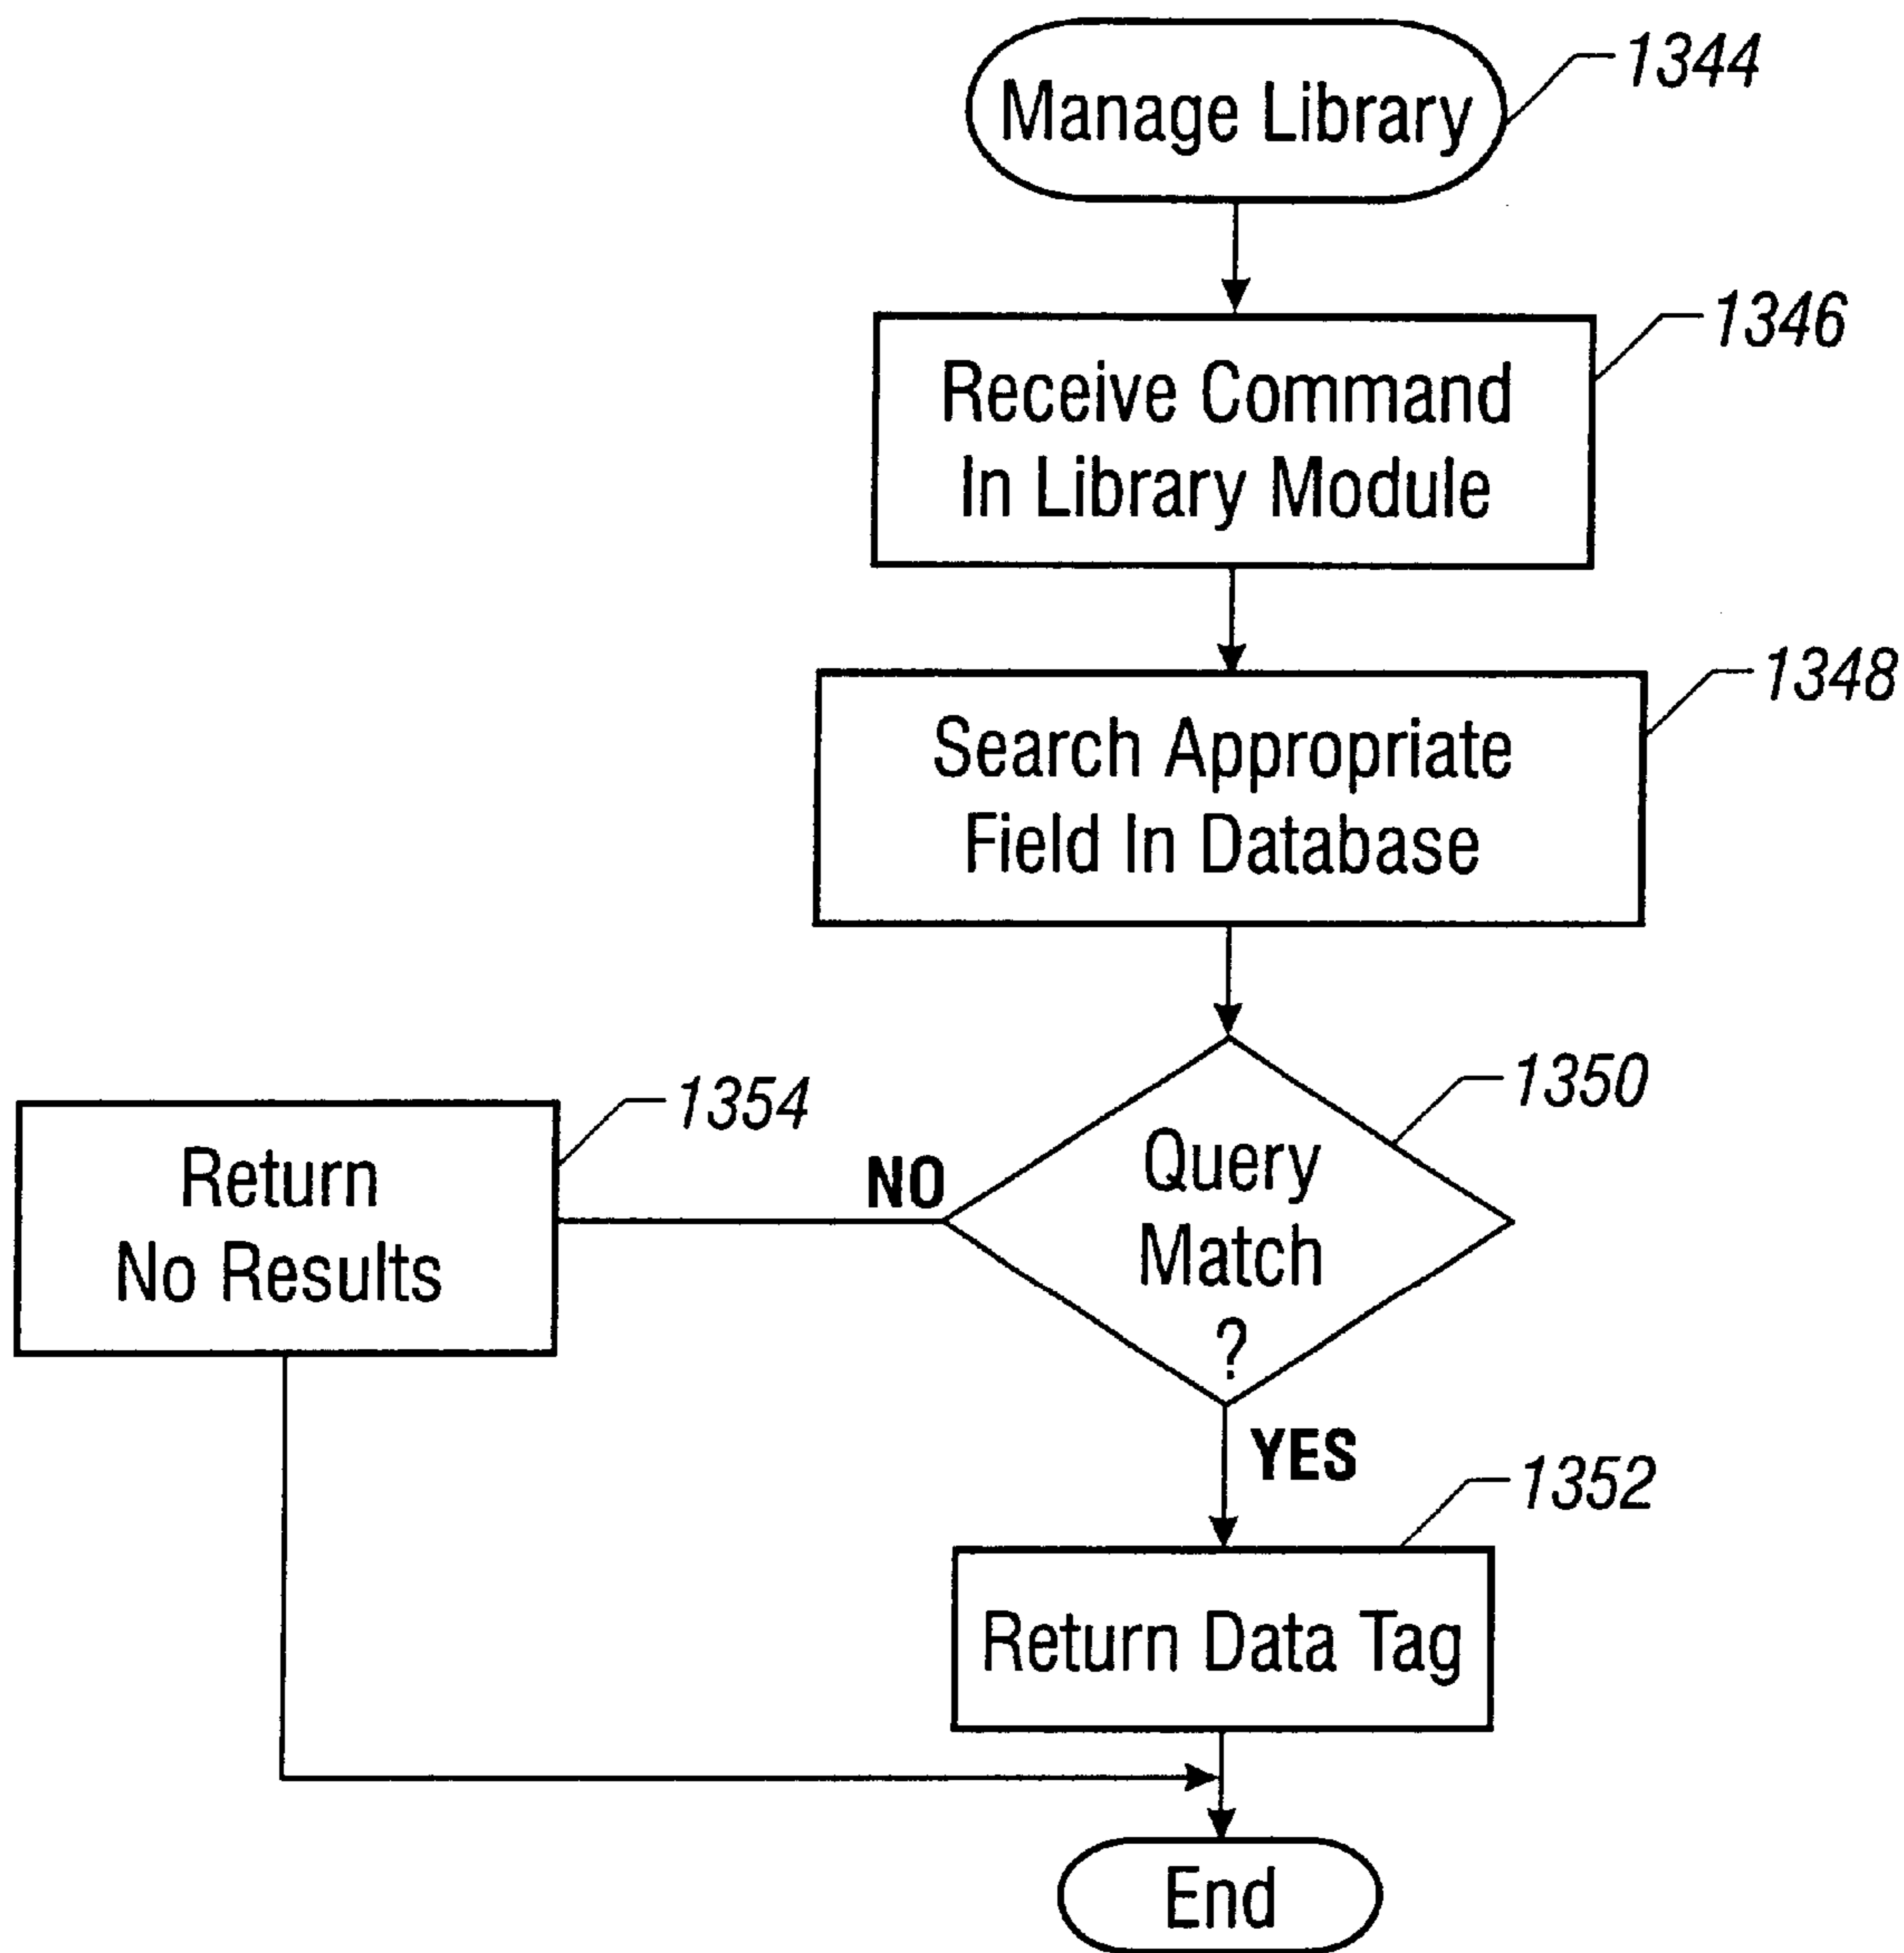 Manage Library
1344
Receive Command
In Library Module
1346
Search Appropriate
Field In Database
1348
Query
Match
?
1350
NO
Return
No Results
1354
YES
Return Data Tag
1352
End